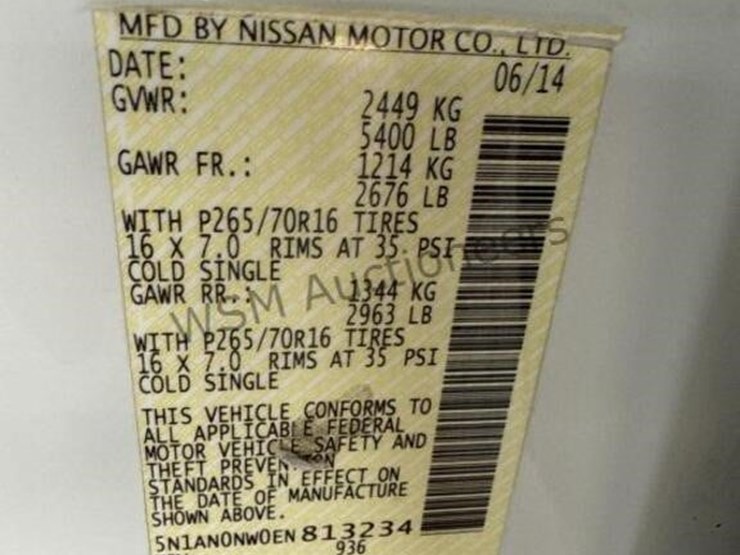 MFD BY NISSAN MOTOR CO., LTD.
DATE: 06/14
GVWR: 2449 KG
5400 LB
GAWR FR.: 1214 KG
2676 LB
WITH P265/70R16 TIRES
16 X 7.0 RIMS AT 35 PSI
COLD SINGLE
GAWR RR.: 1344 KG
2963 LB
WITH P265/70R16 TIRES
16 X 7.0 RIMS AT 35 PSI
COLD SINGLE
THIS VEHICLE CONFORMS TO
ALL APPLICABLE FEDERAL
MOTOR VEHICLE SAFETY AND
THEFT PREVENTION
STANDARDS IN EFFECT ON
THE DATE OF MANUFACTURE
SHOWN ABOVE.
5N1AN0NW0EN 813234
936
WSM Auctioneers